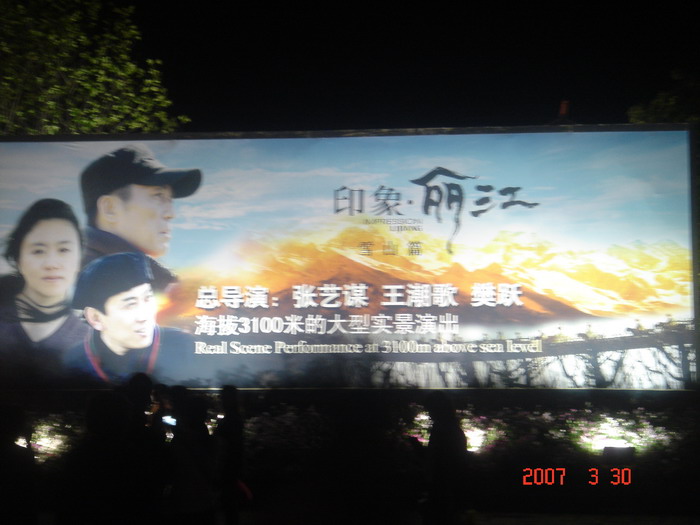 印象·丽江
IMPRESSION
LIJIANG
雪山篇
总导演：张艺谋 王潮歌 樊跃
海拔3100米的大型实景演出
Real Scene Performance at 3100m above sea level
2007 3 30